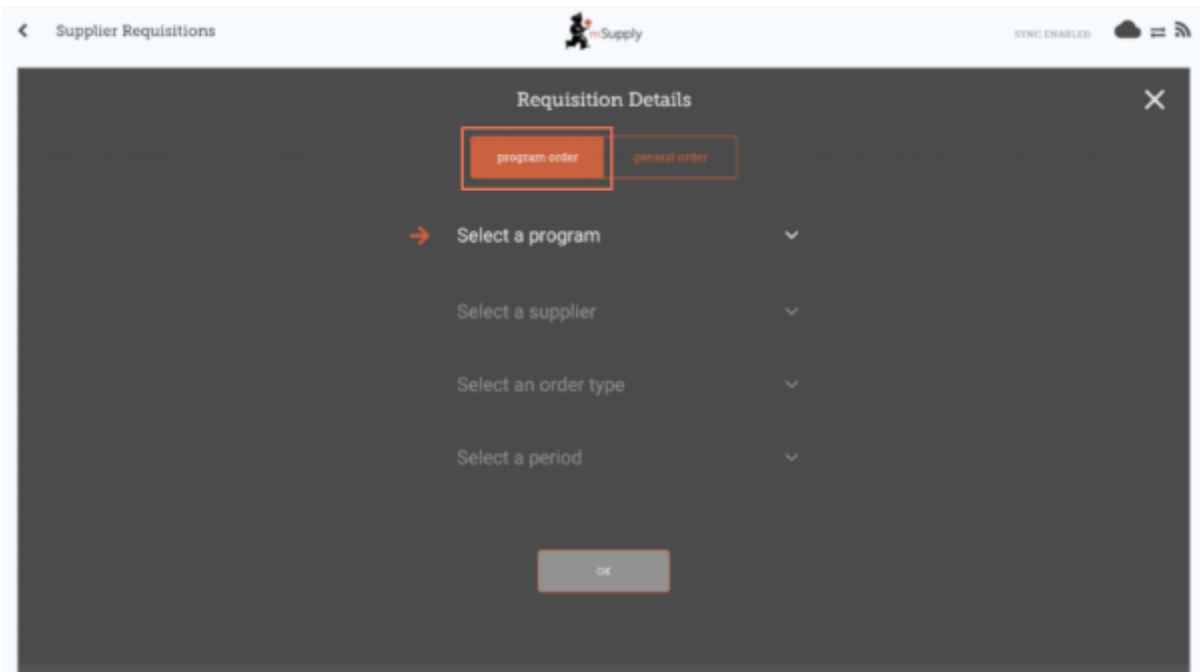 Supplier Requisitions
mSupply
SYNC ENABLED
Requisition Details
program order
general order
Select a program
Select a supplier
Select an order type
Select a period
OK